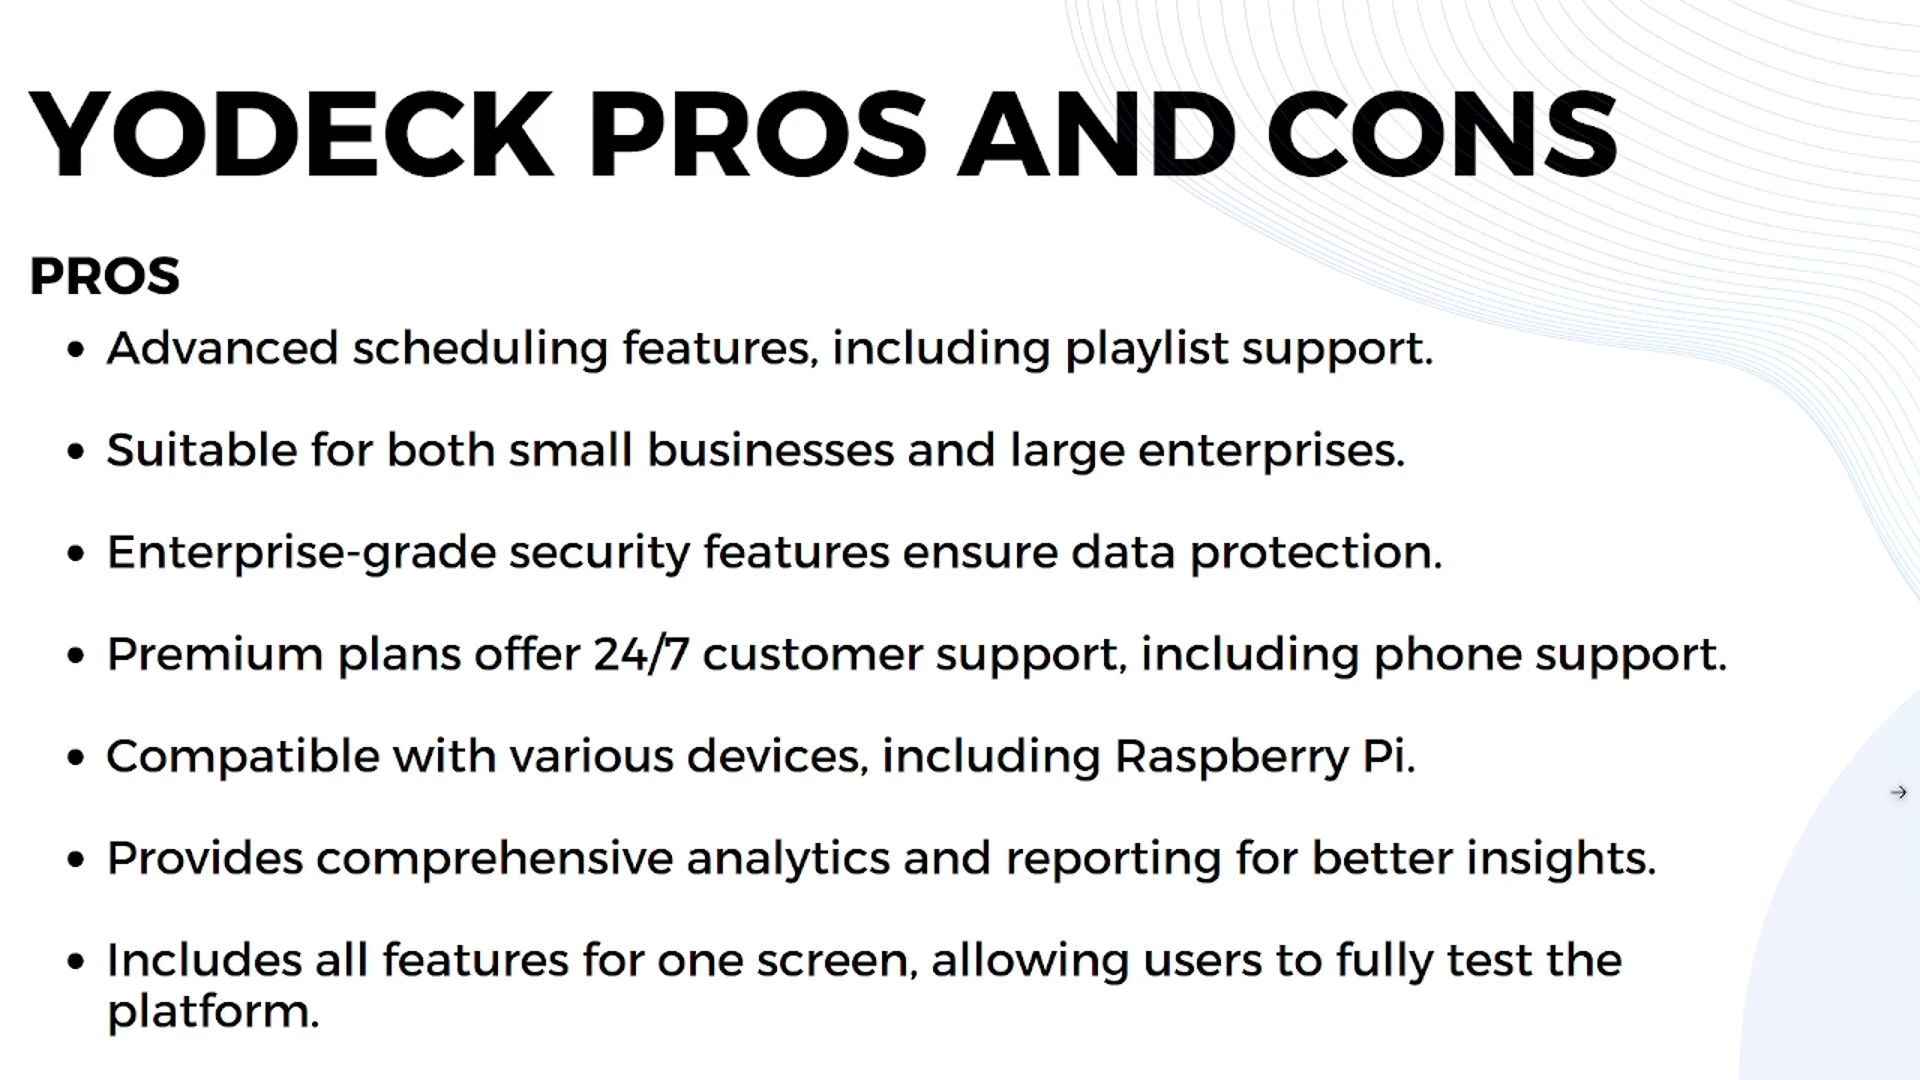 YODECK PROS AND CONS
PROS
• Advanced scheduling features, including playlist support.
• Suitable for both small businesses and large enterprises.
• Enterprise-grade security features ensure data protection.
• Premium plans offer 24/7 customer support, including phone support.
• Compatible with various devices, including Raspberry Pi.
• Provides comprehensive analytics and reporting for better insights.
• Includes all features for one screen, allowing users to fully test the
platform.